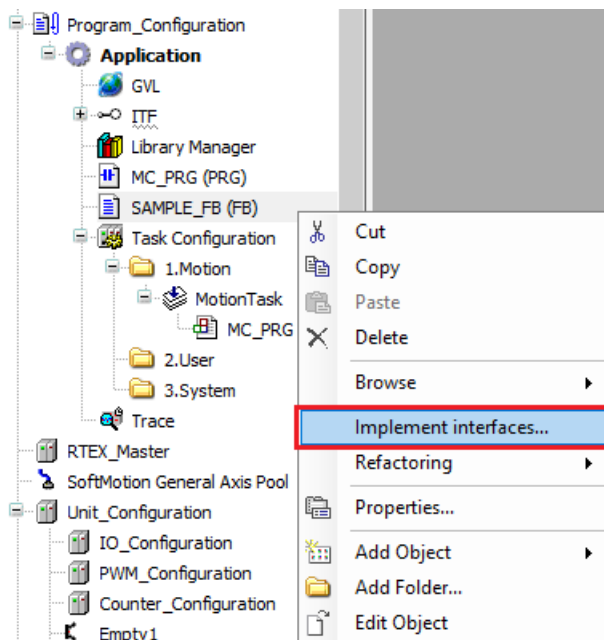 Program_Configuration
Application
GVL
ITF
Library Manager
MC_PRG (PRG)
SAMPLE_FB (FB)
Task Configuration
1.Motion
MotionTask
MC_PRG
2.User
3.System
Trace
RTEX_Master
SoftMotion General Axis Pool
Unit_Configuration
IO_Configuration
PWM_Configuration
Counter_Configuration
Empty1
Cut
Copy
Paste
Delete
Browse
Implement interfaces...
Refactoring
Properties...
Add Object
Add Folder...
Edit Object